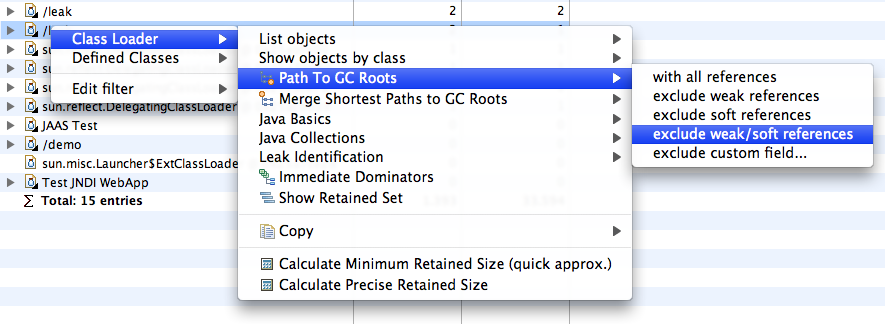 /leak 2 2
/l 2 2
Class Loader
Defined Classes
Edit filter
su
su
su
sun.reflect.DelegatingClassLoader
JAAS Test
/demo
sun.misc.Launcher$ExtClassLoade
Test JNDI WebApp
Σ Total: 15 entries
List objects
Show objects by class
Path To GC Roots
Merge Shortest Paths to GC Roots
Java Basics
Java Collections
Leak Identification
Immediate Dominators
Show Retained Set
Copy
Calculate Minimum Retained Size (quick approx.)
Calculate Precise Retained Size
with all references
exclude weak references
exclude soft references
exclude weak/soft references
exclude custom field...